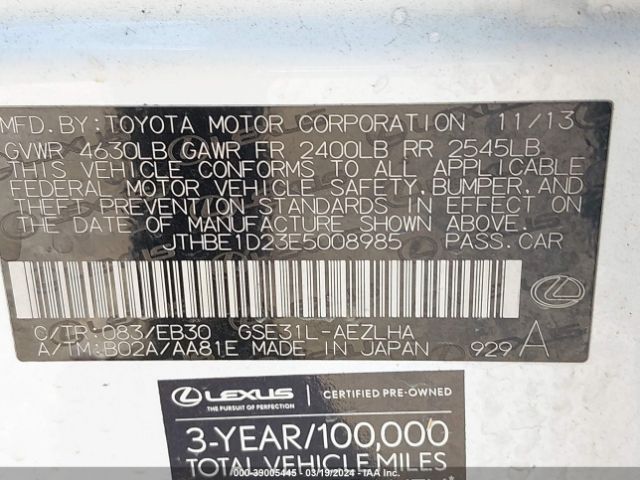 MFD.BY:TOYOTA MOTOR CORPORATION 11/13
GVWR 4630LB GAWR FR 2400LB RR 2545LB
THIS VEHICLE CONFORMS TO ALL APPLICABLE
FEDERAL MOTOR VEHICLE SAFETY,BUMPER,AND
THEFT PREVENTION STANDARDS IN EFFECT ON
THE DATE OF MANUFACTURE SHOWN ABOVE.
JTHBE1D23E5008985 PASS.CAR
C/TR:083/EB30 GSE31L-AEZLHA
A/TM:B02A/AA81E MADE IN JAPAN 929 A
LEXUS CERTIFIED PRE-OWNED
THE PURSUIT OF PERFECTION
3-YEAR/100,000
TOTAL VEHICLE MILES
000-39005445 - 03/19/2024 - IAA Inc.